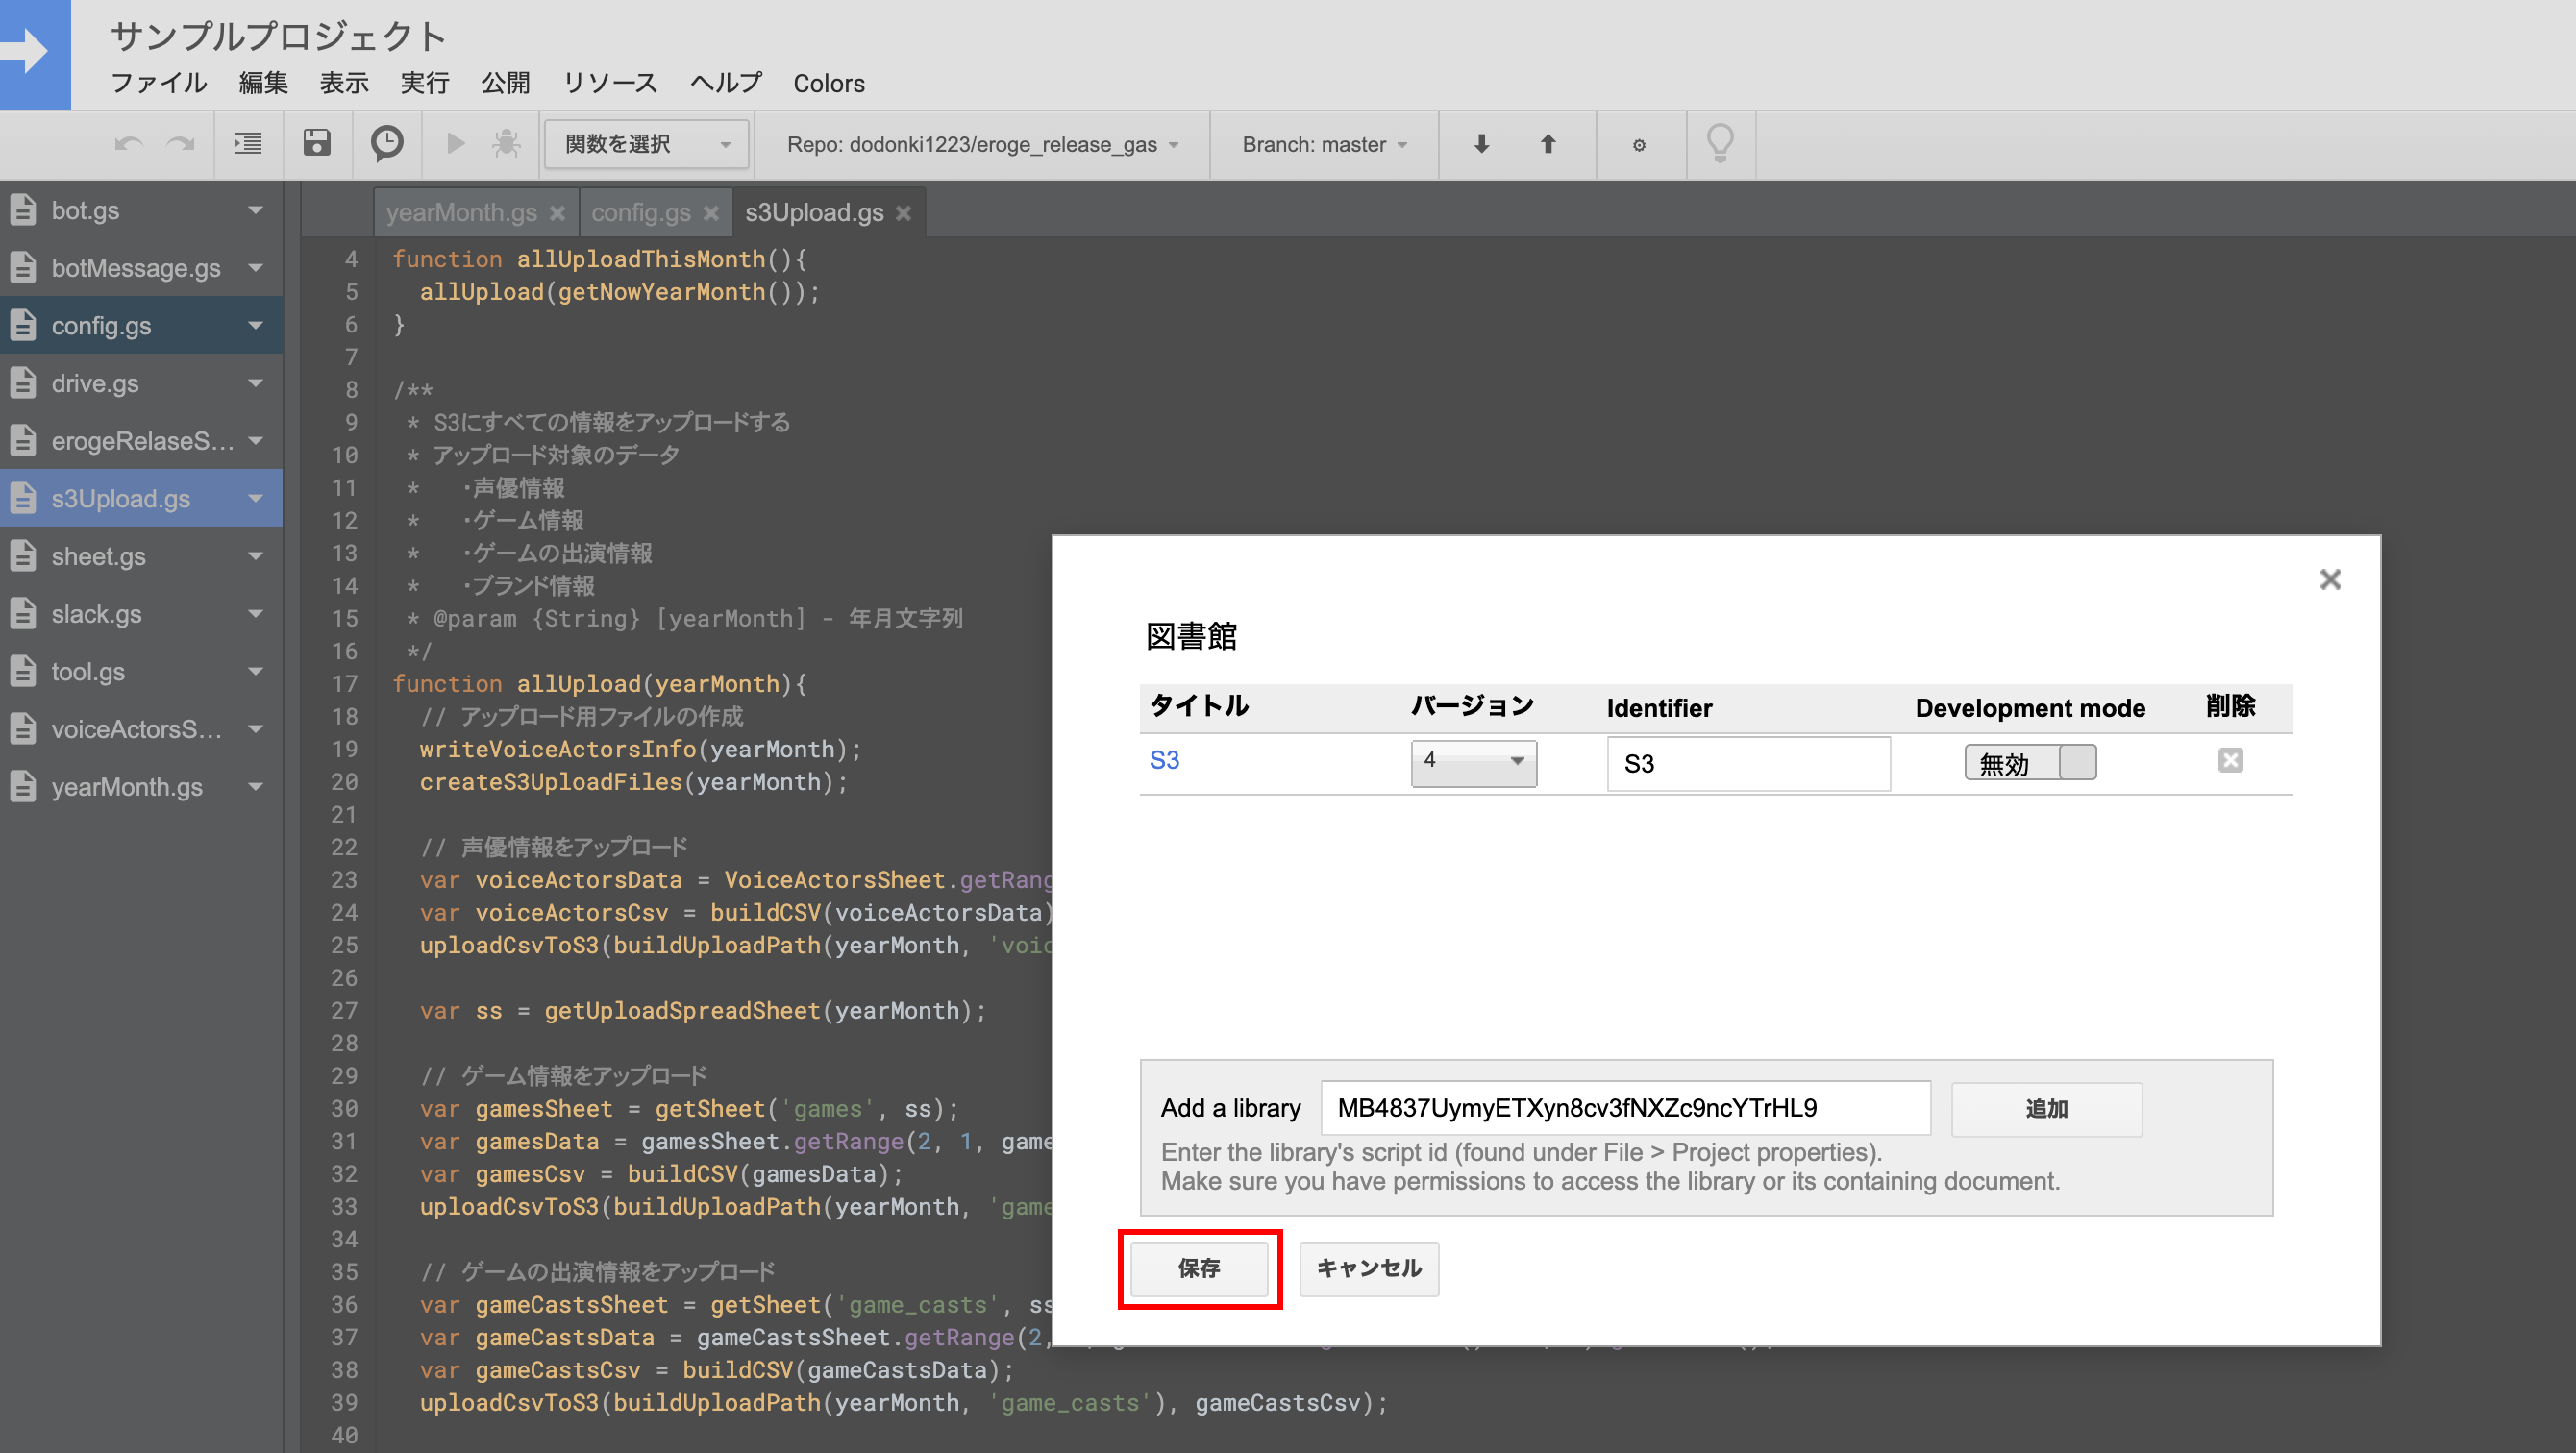 サンプルプロジェクト
ファイル 編集 表示 実行 公開 リソース ヘルプ Colors
関数を選択 Repo: dodonki1223/eroge_release_gas Branch: master
bot.gs
botMessage.gs
config.gs
drive.gs
erogeRelaseS...
s3Upload.gs
sheet.gs
slack.gs
tool.gs
voiceActorsS...
yearMonth.gs
yearMonth.gs config.gs s3Upload.gs
4 function allUploadThisMonth(){
5 allUpload(getNowYearMonth());
6 }
7
8 /**
9 * S3にすべての情報をアップロードする
10 * アップロード対象のデータ
11 * ・声優情報
12 * ・ゲーム情報
13 * ・ゲームの出演情報
14 * ・ブランド情報
15 * @param {String} [yearMonth] - 年月文字列
16 */
17 function allUpload(yearMonth){
18 // アップロード用ファイルの作成
19 writeVoiceActorsInfo(yearMonth);
20 createS3UploadFiles(yearMonth);
21
22 // 声優情報をアップロード
23 var voiceActorsData = VoiceActorsSheet.getRang
24 var voiceActorsCsv = buildCSV(voiceActorsData)
25 uploadCsvToS3(buildUploadPath(yearMonth, 'voic
26
27 var ss = getUploadSpreadSheet(yearMonth);
28
29 // ゲーム情報をアップロード
30 var gamesSheet = getSheet('games', ss);
31 var gamesData = gamesSheet.getRange(2, 1, game
32 var gamesCsv = buildCSV(gamesData);
33 uploadCsvToS3(buildUploadPath(yearMonth, 'game
34
35 // ゲームの出演情報をアップロード
36 var gameCastsSheet = getSheet('game_casts', ss
37 var gameCastsData = gameCastsSheet.getRange(2,
38 var gameCastsCsv = buildCSV(gameCastsData);
39 uploadCsvToS3(buildUploadPath(yearMonth, 'game_casts'), gameCastsCsv);
40
図書館
タイトル バージョン Identifier Development mode 削除
S3 4 S3 無効
Add a library MB4837UymyETXyn8cv3fNXZc9ncYTrHL9 追加
Enter the library's script id (found under File > Project properties).
Make sure you have permissions to access the library or its containing document.
保存 キャンセル